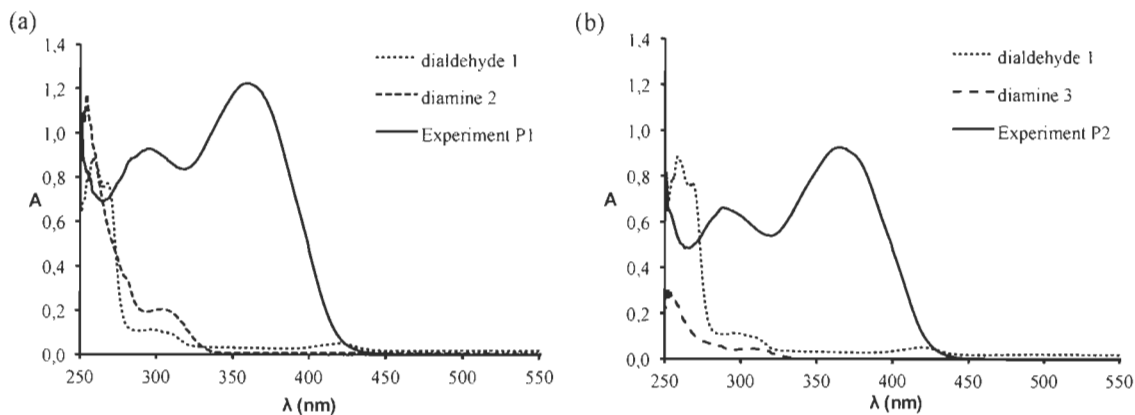 (a)
1,4
1,2
1,0
0,8
A
0,6
0,4
0,2
0,0
250 300 350 400 450 500 550
λ (nm)
dialdehyde 1
diamine 2
Experiment P1
(b)
1,4
1,2
1,0
0,8
A
0,6
0,4
0,2
0,0
250 300 350 400 450 500 550
λ (nm)
dialdehyde 1
diamine 3
Experiment P2